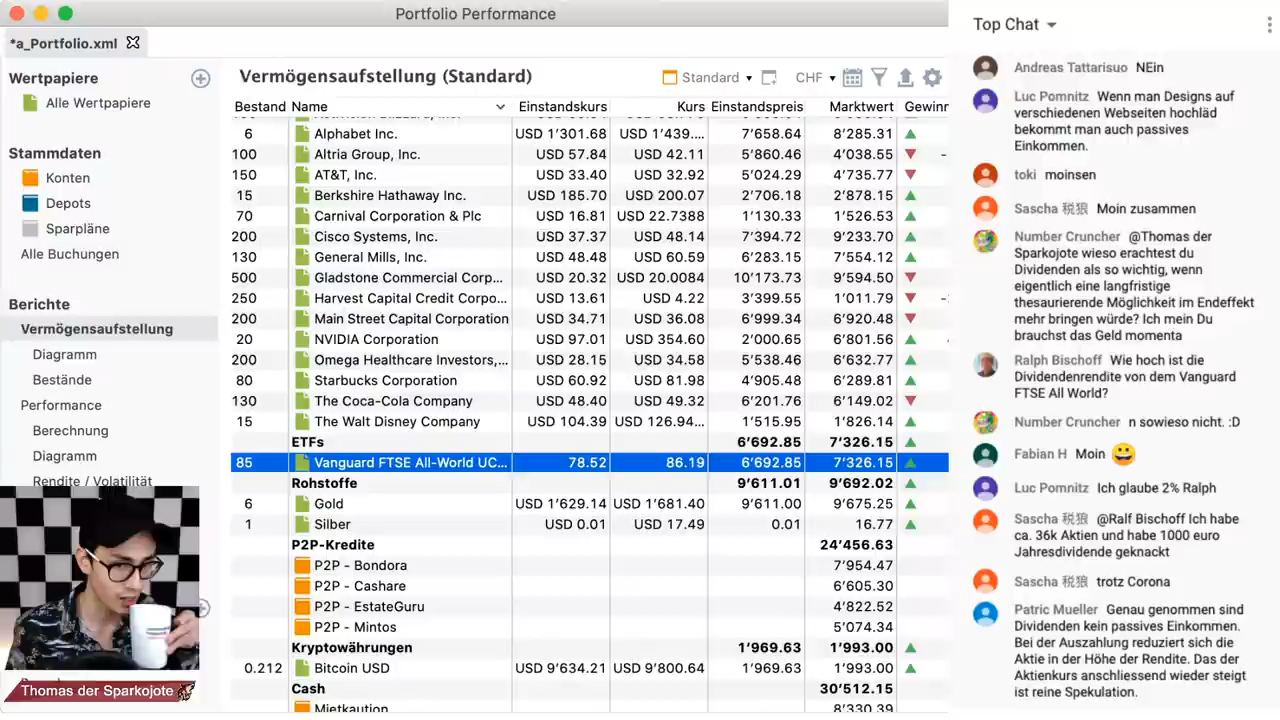 Portfolio Performance
*a_Portfolio.xml
Wertpapiere
Alle Wertpapiere
Stammdaten
Konten
Depots
Sparpläne
Alle Buchungen
Berichte
Vermögensaufstellung
Diagramm
Bestände
Performance
Berechnung
Diagramm
Rendite / Volatilität
Thomas der Sparkojote
Vermögensaufstellung (Standard)
Standard CHF
Bestand Name Einstandskurs Kurs Einstandspreis Marktwert Gewinn
6 Alphabet Inc. USD 1'301.68 USD 1'439.... 7'658.64 8'285.31
100 Altria Group, Inc. USD 57.84 USD 42.11 5'860.46 4'038.55 -
150 AT&T, Inc. USD 33.40 USD 32.92 5'024.29 4'735.77
15 Berkshire Hathaway Inc. USD 185.70 USD 200.07 2'706.18 2'878.15
70 Carnival Corporation & Plc USD 16.81 USD 22.7388 1'130.33 1'526.53
200 Cisco Systems, Inc. USD 37.37 USD 48.14 7'394.72 9'233.70
130 General Mills, Inc. USD 48.48 USD 60.59 6'283.15 7'554.12
500 Gladstone Commercial Corp... USD 20.32 USD 20.0084 10'173.73 9'594.50
250 Harvest Capital Credit Corpo... USD 13.61 USD 4.22 3'399.55 1'011.79
200 Main Street Capital Corporation USD 34.71 USD 36.08 6'999.34 6'920.48
20 NVIDIA Corporation USD 97.01 USD 354.60 2'000.65 6'801.56
200 Omega Healthcare Investors,... USD 28.15 USD 34.58 5'538.46 6'632.77
80 Starbucks Corporation USD 60.92 USD 81.98 4'905.48 6'289.81
130 The Coca-Cola Company USD 48.40 USD 49.32 6'201.76 6'149.02
15 The Walt Disney Company USD 104.39 USD 126.94... 1'515.95 1'826.14
ETFs 6'692.85 7'326.15
85 Vanguard FTSE All-World UC... 78.52 86.19 6'692.85 7'326.15
Rohstoffe 9'611.01 9'692.02
6 Gold USD 1'629.14 USD 1'681.40 9'611.00 9'675.25
1 Silber USD 0.01 USD 17.49 0.01 16.77
P2P-Kredite 24'456.63
P2P - Bondora 7'954.47
P2P - Cashare 6'605.30
P2P - EstateGuru 4'822.52
P2P - Mintos 5'074.34
Kryptowährungen 1'969.63 1'993.00
0.212 Bitcoin USD USD 9'634.21 USD 9'800.64 1'969.63 1'993.00
Cash 30'512.15
Mietkaution 8'330.39
Top Chat
Andreas Tattarisuo NEin
Luc Pomnitz Wenn man Designs auf
verschiedenen Webseiten hochläd
bekommt man auch passives
Einkommen.
toki moinsen
Sascha 税狼 Moin zusammen
Number Cruncher @Thomas der
Sparkojote wieso erachtest du
Dividenden als so wichtig, wenn
eigentlich eine langfristige
thesaurierende Möglichkeit im Endeffekt
mehr bringen würde? Ich mein Du
brauchst das Geld momenta
Ralph Bischoff Wie hoch ist die
Dividendenrendite von dem Vanguard
FTSE All World?
Number Cruncher n sowieso nicht. :D
Fabian H Moin 😀
Luc Pomnitz Ich glaube 2% Ralph
Sascha 税狼 @Ralf Bischoff Ich habe
ca. 36k Aktien und habe 1000 euro
Jahresdividende geknackt
Sascha 税狼 trotz Corona
Patric Mueller Genau genommen sind
Dividenden kein passives Einkommen.
Bei der Auszahlung reduziert sich die
Aktie in der Höhe der Rendite. Das der
Aktienkurs anschliessend wieder steigt
ist reine Spekulation.